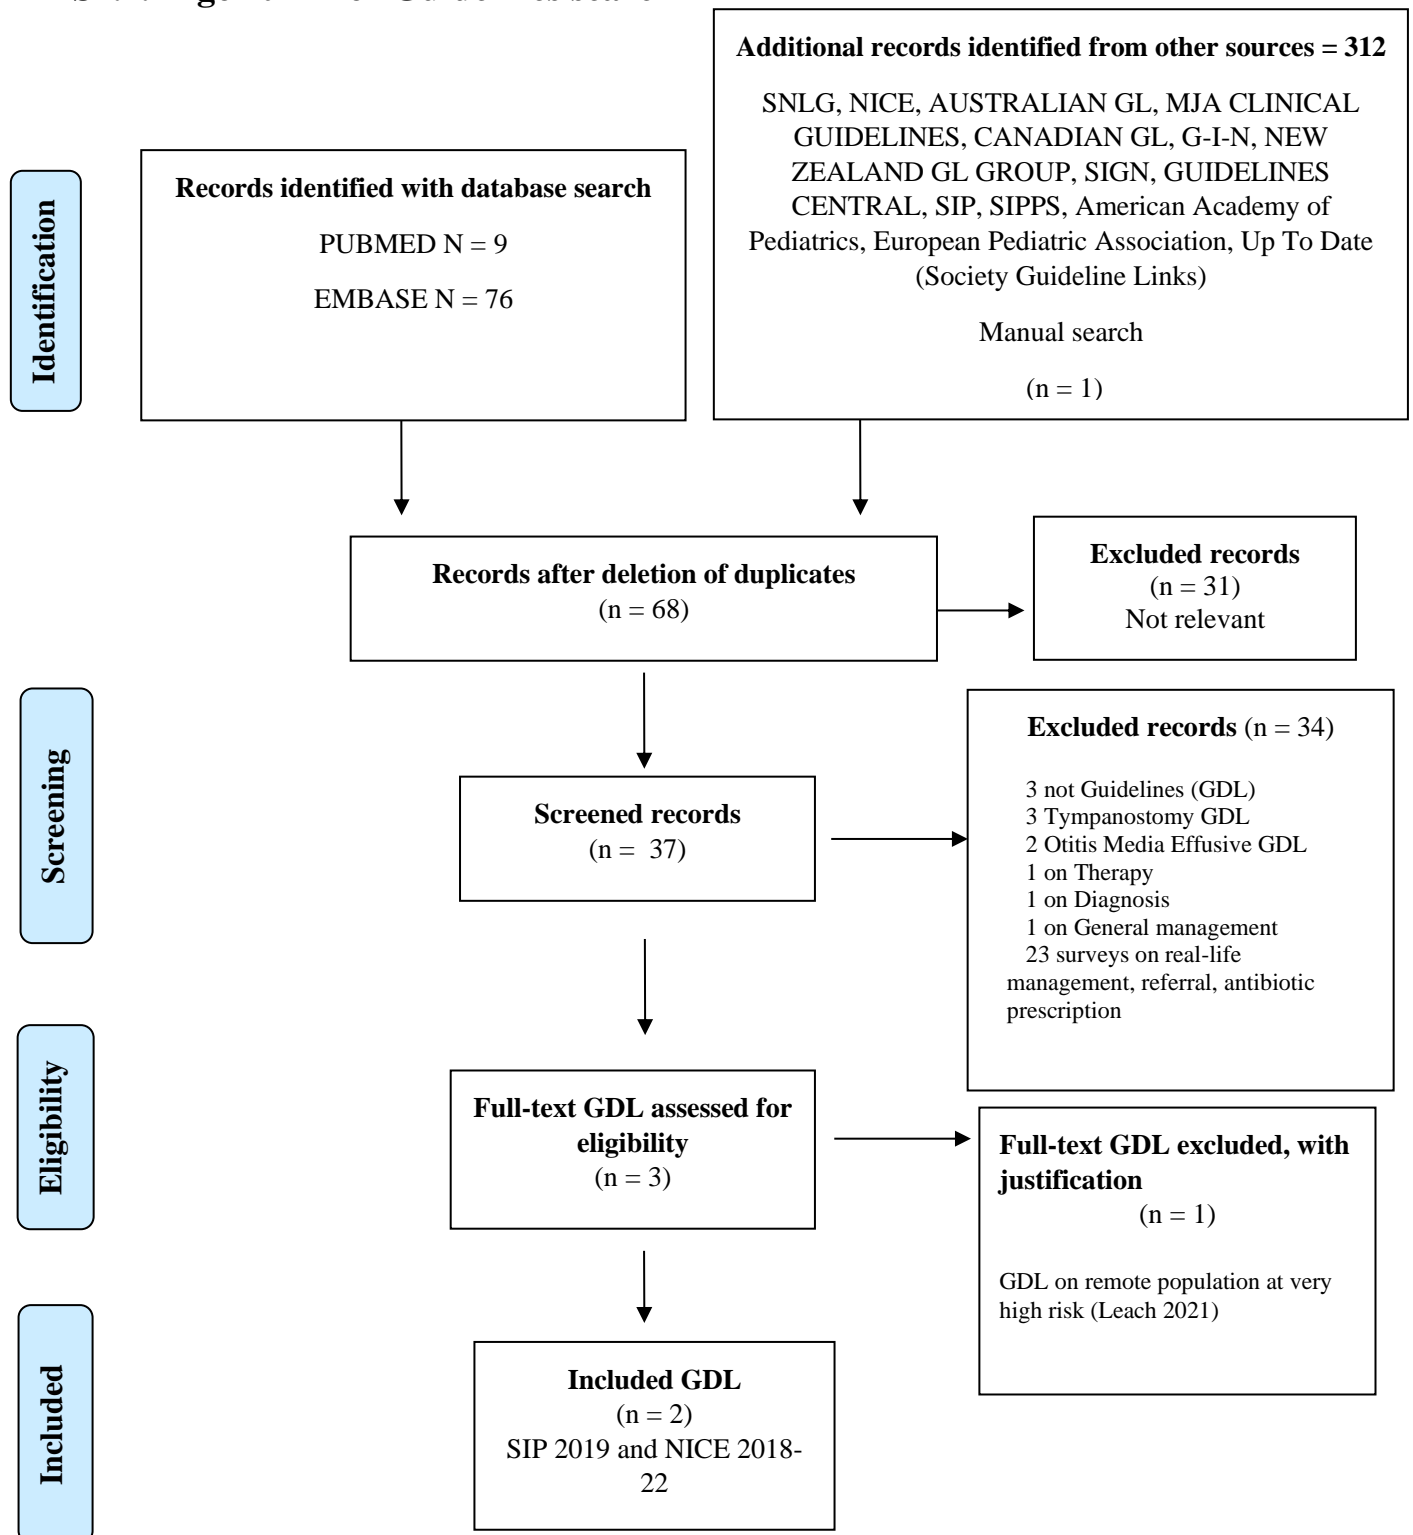 Guidelines
Additional records identified from other sources = 312
SNLG, NICE, AUSTRALIAN GL, MJA CLINICAL
GUIDELINES, CANADIAN GL, G-I-N, NEW
ZEALAND GL GROUP, SIGN, GUIDELINES
CENTRAL, SIP, SIPPS, American Academy of
Pediatrics, European Pediatric Association, Up To Date
(Society Guideline Links)
Manual search
(n = 1)
Identification
Records identified with database search
PUBMED N = 9
EMBASE N = 76
Records after deletion of duplicates
(n = 68)
Excluded records
(n = 31)
Not relevant
Screening
Screened records
(n = 37)
Excluded records (n = 34)
3 not Guidelines (GDL)
3 Tympanostomy GDL
2 Otitis Media Effusive GDL
1 on Therapy
1 on Diagnosis
1 on General management
23 surveys on real-life
management, referral, antibiotic
prescription
Eligibility
Full-text GDL assessed for
eligibility
(n = 3)
Full-text GDL excluded, with
justification
(n = 1)
GDL on remote population at very
high risk (Leach 2021)
Included
Included GDL
(n = 2)
SIP 2019 and NICE 2018-
22